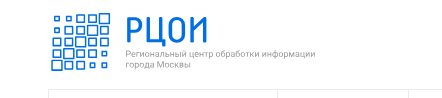 РЦОИ
Региональный центр обработки информации
города Москвы